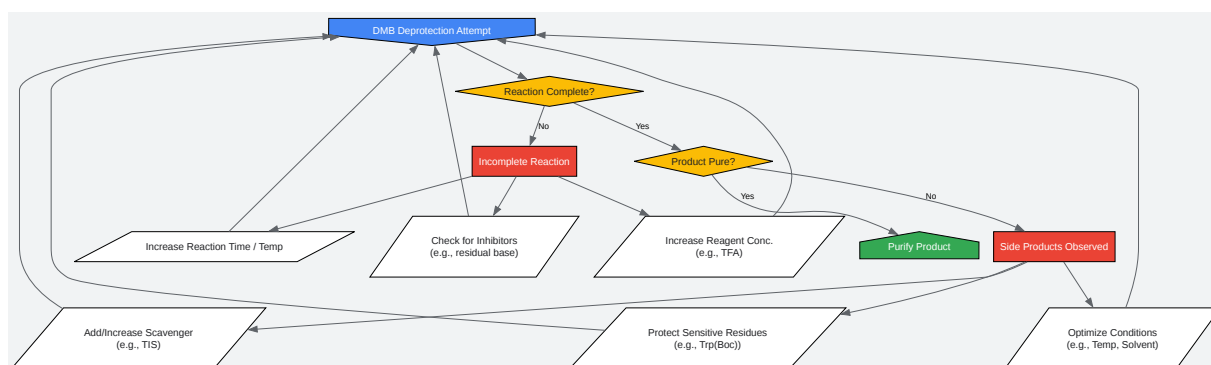 DMB Deprotection Attempt
Reaction Complete?
No
Yes
Incomplete Reaction
Product Pure?
Yes
No
Increase Reaction Time / Temp
Check for Inhibitors
(e.g., residual base)
Increase Reagent Conc.
(e.g., TFA)
Purify Product
Side Products Observed
Add/Increase Scavenger
(e.g., TIS)
Protect Sensitive Residues
(e.g., Trp(Boc))
Optimize Conditions
(e.g., Temp, Solvent)